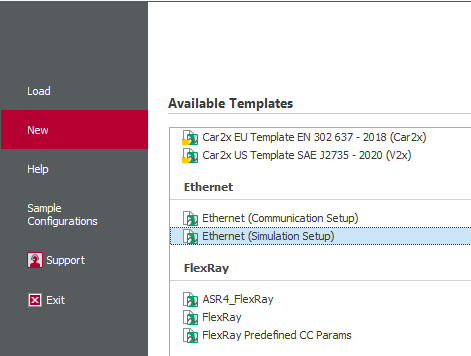 Load
New
Help
Sample
Configurations
Support
Exit
Available Templates
Car2x EU Template EN 302 637 - 2018 (Car2x)
Car2x US Template SAE J2735 - 2020 (V2x)
Ethernet
Ethernet (Communication Setup)
Ethernet (Simulation Setup)
FlexRay
ASR4_FlexRay
FlexRay
FlexRay Predefined CC Params